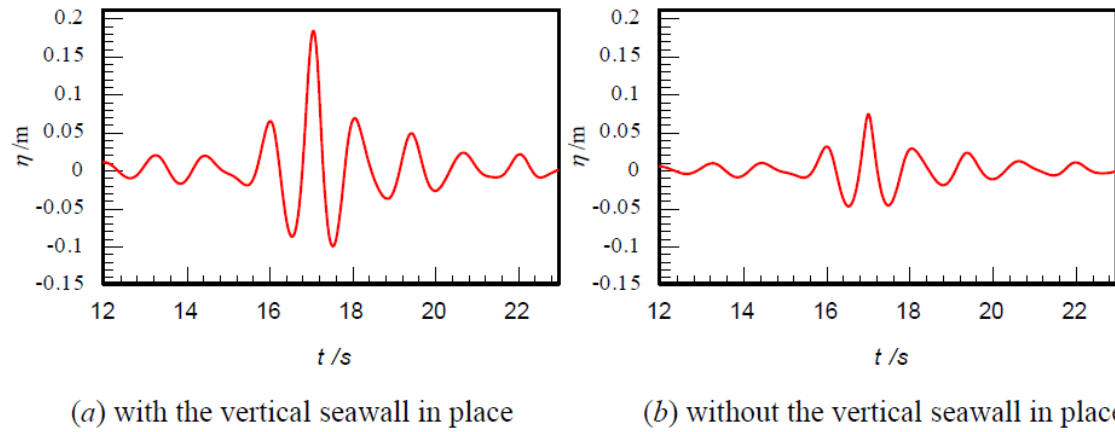 0.2
0.15
0.1
0.05
0
-0.05
-0.1
-0.15
η /m
12 14 16 18 20 22
t /s
(a) with the vertical seawall in place
0.2
0.15
0.1
0.05
0
-0.05
-0.1
-0.15
η /m
12 14 16 18 20 22
t /s
(b) without the vertical seawall in plac